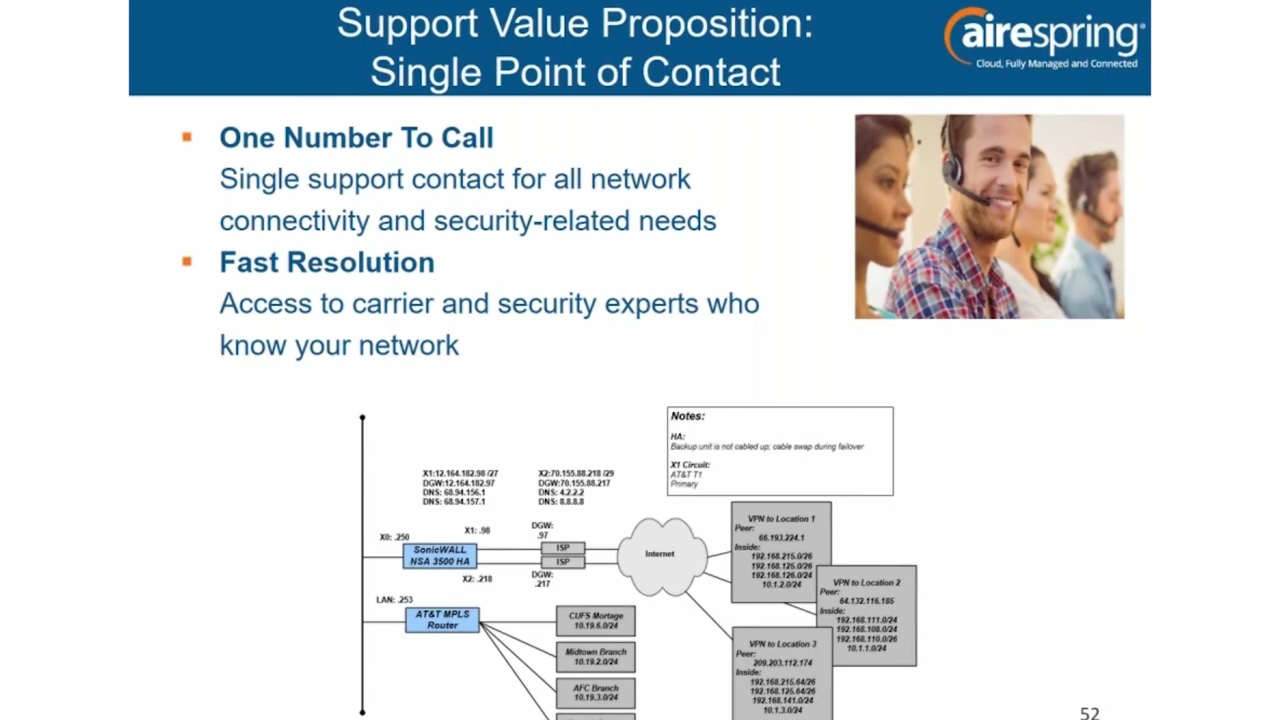 Support Value Proposition:
Single Point of Contact
airespring®
Cloud, Fully Managed and Connected
▪ One Number To Call
Single support contact for all network
connectivity and security-related needs
▪ Fast Resolution
Access to carrier and security experts who
know your network
Notes:
HA:
Backup unit is not cabled up; cable swap during failover
X1 Circuit:
AT&T T1
Primary
X1:12.164.182.98 /27
DGW:12.164.182.97
DNS: 68.94.156.1
DNS: 68.94.157.1
X2:70.155.88.218 /29
DGW:70.155.88.217
DNS: 4.2.2.2
DNS: 8.8.8.8
X0: .250
X1: .98
DGW:
.97
SonicWALL
NSA 3500 HA
ISP
ISP
Internet
X2: .218
DGW:
.217
LAN: .253
AT&T MPLS
Router
CUFS Mortage
10.19.6.0/24
Midtown Branch
10.19.2.0/24
AFC Branch
10.19.3.0/24
VPN to Location 1
Peer:
66.193.224.1
Inside:
192.168.215.0/26
192.168.125.0/26
192.168.126.0/24
10.1.2.0/24
VPN to Location 2
Peer:
64.132.116.185
Inside:
192.168.111.0/24
192.168.108.0/24
192.168.110.0/26
10.1.1.0/24
VPN to Location 3
Peer:
209.203.112.174
Inside:
192.168.215.64/26
192.168.125.64/26
192.168.141.0/24
10.1.3.0/24
52